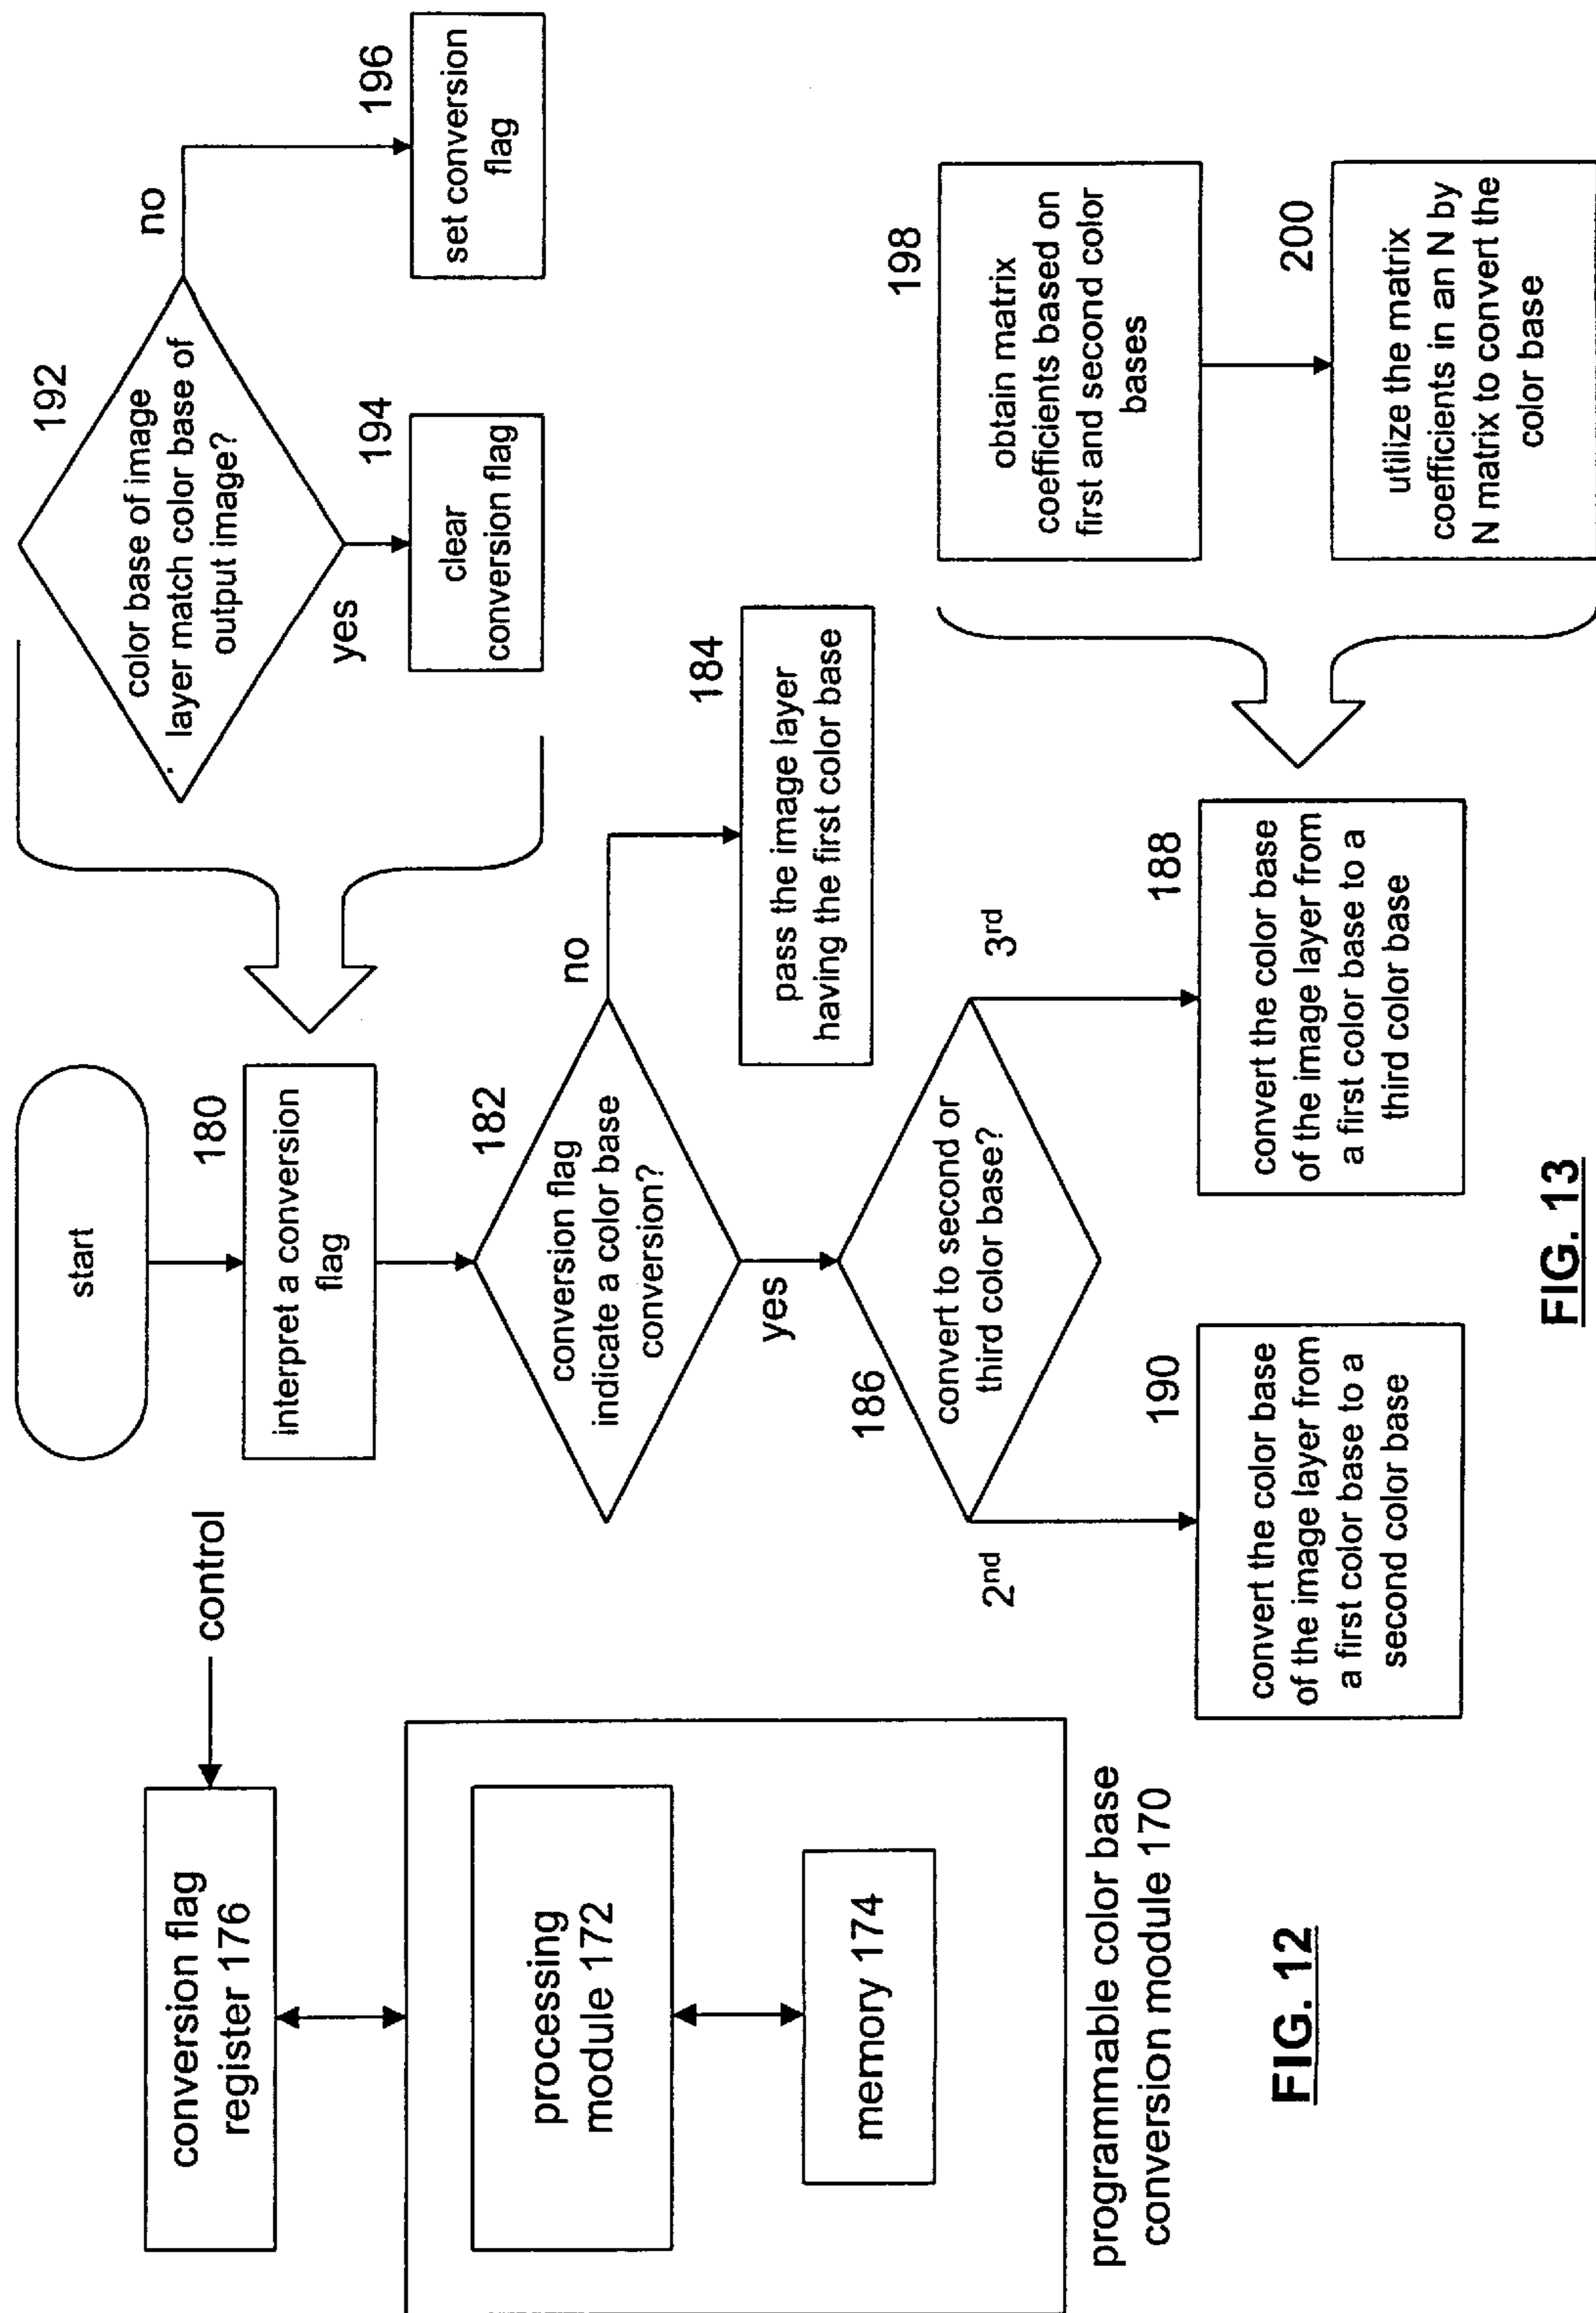 conversion flag
register 176
control
processing
module 172
memory 174
programmable color base
conversion module 170
FIG. 12
start
180
interpret a conversion
flag
182
conversion flag
indicate a color base
conversion?
no
yes
184
pass the image layer
having the first color base
186
convert to second or
third color base?
2nd
3rd
190
convert the color base
of the image layer from
a first color base to a
second color base
188
convert the color base
of the image layer from
a first color base to a
third color base
192
color base of image
layer match color base of
output image?
no
yes
194
clear
conversion flag
196
set conversion
flag
198
obtain matrix
coefficients based on
first and second color
bases
200
utilize the matrix
coefficients in an N by
N matrix to convert the
color base
FIG. 13